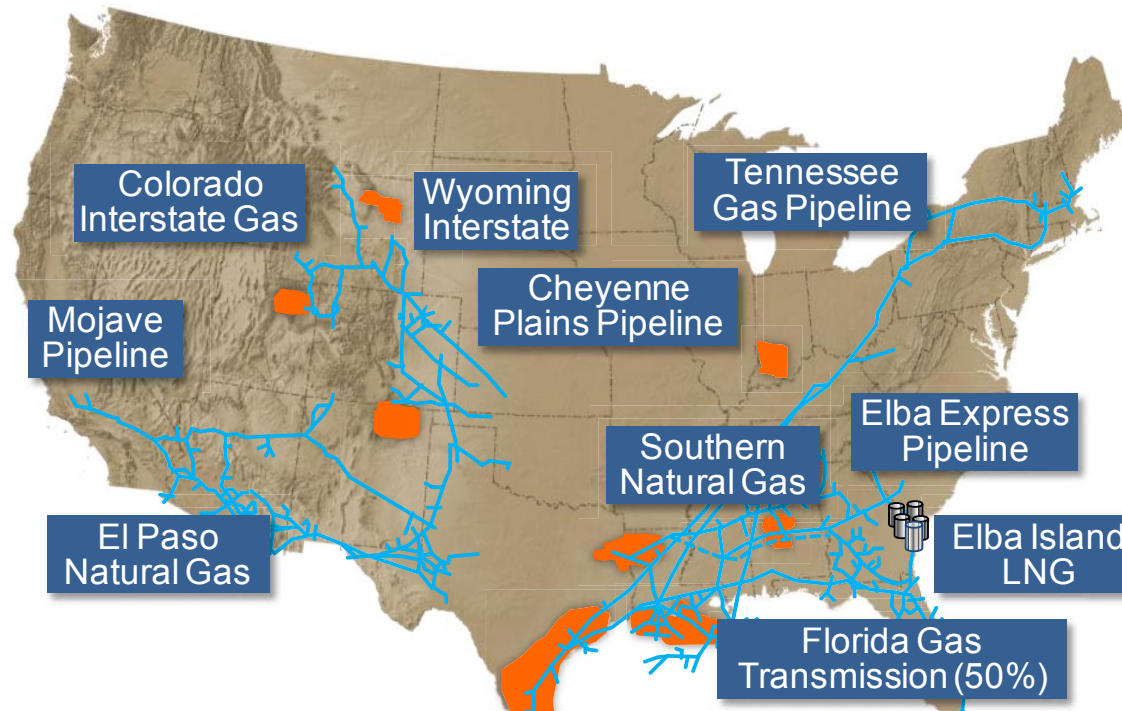 Colorado
Interstate Gas
Wyoming
Interstate
Tennessee
Gas Pipeline
Cheyenne
Plains Pipeline
Mojave
Pipeline
Elba Express
Pipeline
Southern
Natural Gas
El Paso
Natural Gas
Elba Island
LNG
Florida Gas
Transmission (50%)